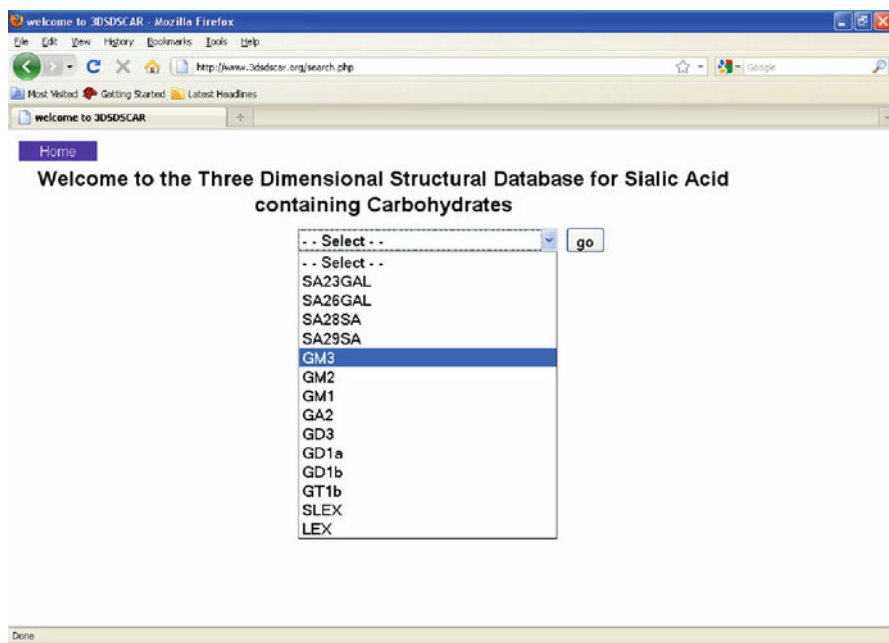 welcome to 3DSDSCAR - Mozilla Firefox
File Edit View History Bookmarks Tools Help
http://www.3dsdscar.org/search.php
Google
Most Visited Getting Started Latest Headlines
welcome to 3DSDSCAR
Home
Welcome to the Three Dimensional Structural Database for Sialic Acid
containing Carbohydrates
- - Select - - go
- - Select - -
SA23GAL
SA26GAL
SA28SA
SA29SA
GM3
GM2
GM1
GA2
GD3
GD1a
GD1b
GT1b
SLEX
LEX
Done